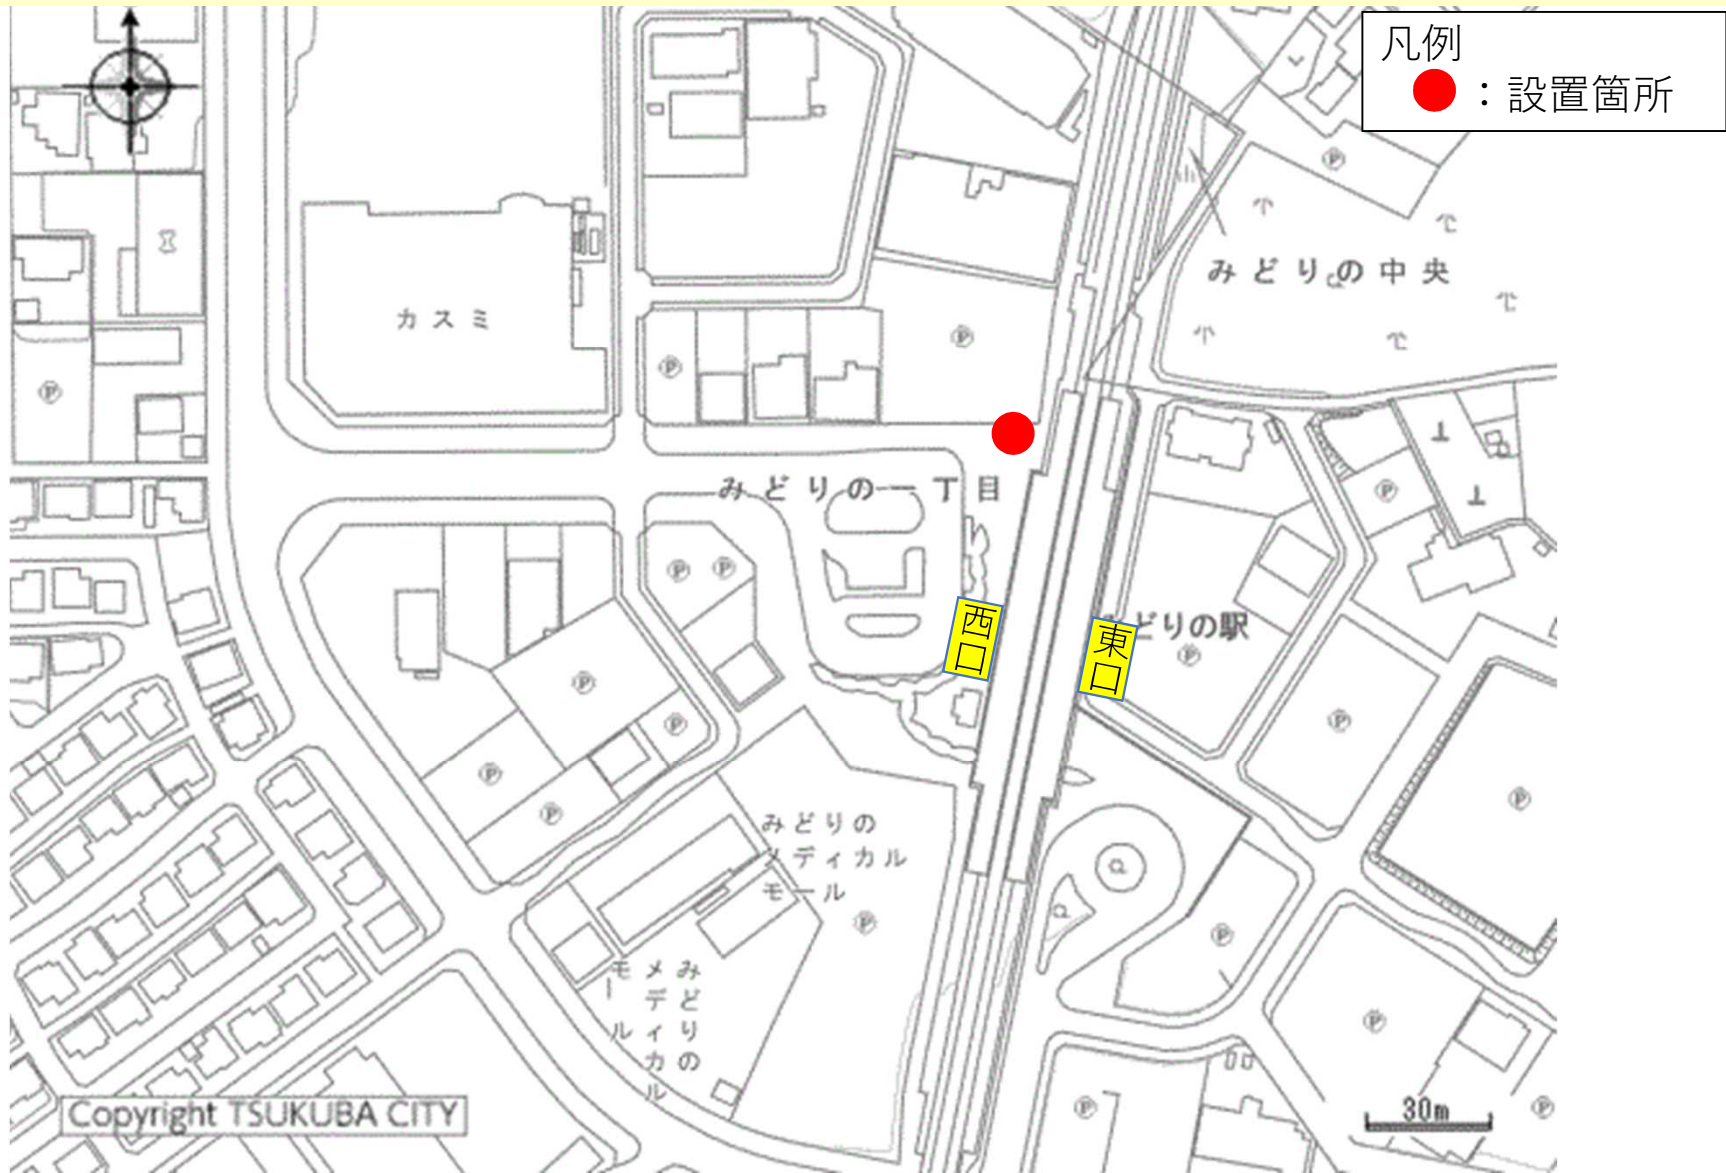 凡例
：設置箇所
みどりの中央
カスミ
みどりの一丁目
西口
東口
どりの駅
みどりの
メディカル
モール
みどりの
メディカル
モール
Copyright TSUKUBA CITY
30m